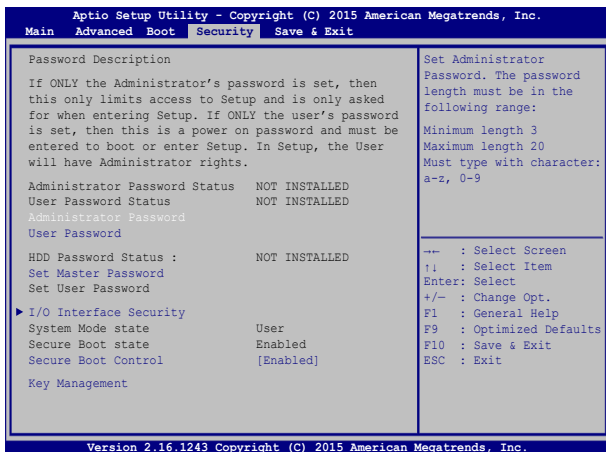 Aptio Setup Utility - Copyright (C) 2015 American Megatrends, Inc.
Main Advanced Boot Security Save & Exit
Password Description
If ONLY the Administrator's password is set, then
this only limits access to Setup and is only asked
for when entering Setup. If ONLY the user's password
is set, then this is a power on password and must be
entered to boot or enter Setup. In Setup, the User
will have Administrator rights.
Administrator Password Status NOT INSTALLED
User Password Status NOT INSTALLED
Administrator Password
User Password
HDD Password Status : NOT INSTALLED
Set Master Password
Set User Password
I/O Interface Security
System Mode state User
Secure Boot state Enabled
Secure Boot Control [Enabled]
Key Management
Set Administrator
Password. The password
length must be in the
following range:
Minimum length 3
Maximum length 20
Must type with character:
a-z, 0-9
→← : Select Screen
↑↓ : Select Item
Enter: Select
+/— : Change Opt.
F1 : General Help
F9 : Optimized Defaults
F10 : Save & Exit
ESC : Exit
Version 2.16.1243 Copyright (C) 2015 American Megatrends, Inc.